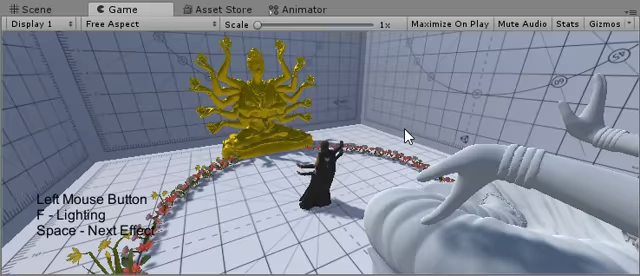 Scene Game Asset Store Animator
Display 1 Free Aspect Scale 1x Maximize On Play Mute Audio Stats Gizmos
Left Mouse Button
F - Lighting
Space - Next Effect